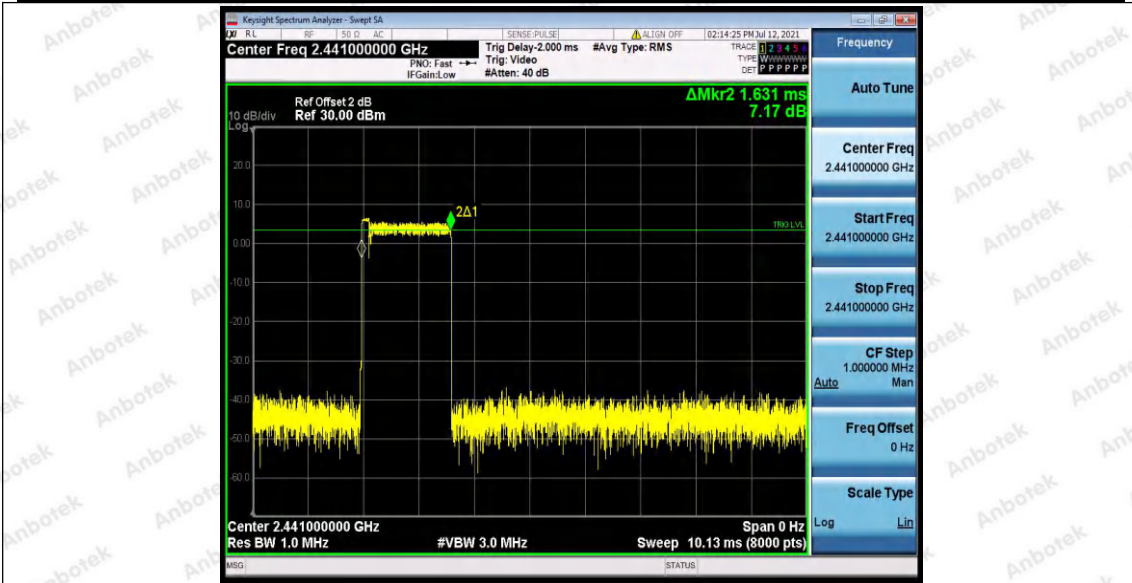 Keysight Spectrum Analyzer - Swept SA
RL RF 50 Ω AC SENSE:PULSE ALIGN OFF 02:14:25 PM Jul 12, 2021
Center Freq 2.441000000 GHz Trig Delay-2.000 ms #Avg Type: RMS TRACE 1 2 3 4 5 6
PNO: Fast Trig: Video TYPE WWWWWW
IFGain:Low #Atten: 40 dB DET P P P P P P
ΔMkr2 1.631 ms
7.17 dB
Ref Offset 2 dB
10 dB/div Ref 30.00 dBm
Log
20.0
10.0
2Δ1
TRIG LVL
0.00
-10.0
-20.0
-30.0
-40.0
-50.0
-60.0
Center 2.441000000 GHz Span 0 Hz
Res BW 1.0 MHz #VBW 3.0 MHz Sweep 10.13 ms (8000 pts)
MSG STATUS
Frequency
Auto Tune
Center Freq
2.441000000 GHz
Start Freq
2.441000000 GHz
Stop Freq
2.441000000 GHz
CF Step
1.000000 MHz
Auto Man
Freq Offset
0 Hz
Scale Type
Log Lin
Anbotek